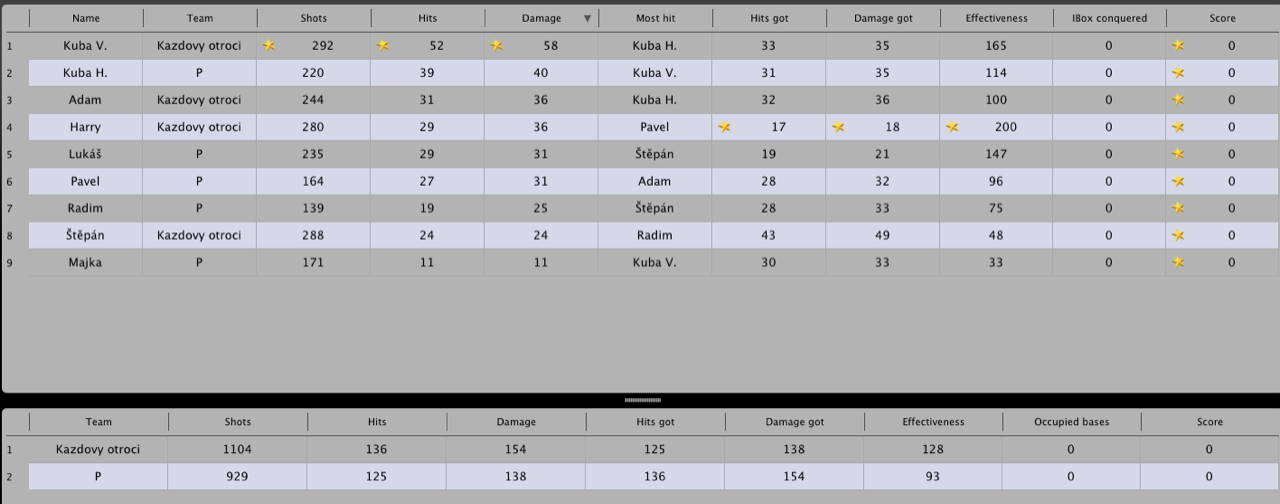 Name Team Shots Hits Damage ▼ Most hit Hits got Damage got Effectiveness IBox conquered Score
1 Kuba V. Kazdovy otroci 292 52 58 Kuba H. 33 35 165 0 0
2 Kuba H. P 220 39 40 Kuba V. 31 35 114 0 0
3 Adam Kazdovy otroci 244 31 36 Kuba H. 32 36 100 0 0
4 Harry Kazdovy otroci 280 29 36 Pavel 17 18 200 0 0
5 Lukáš P 235 29 31 Štěpán 19 21 147 0 0
6 Pavel P 164 27 31 Adam 28 32 96 0 0
7 Radim P 139 19 25 Štěpán 28 33 75 0 0
8 Štěpán Kazdovy otroci 288 24 24 Radim 43 49 48 0 0
9 Majka P 171 11 11 Kuba V. 30 33 33 0 0
Team Shots Hits Damage Hits got Damage got Effectiveness Occupied bases Score
1 Kazdovy otroci 1104 136 154 125 138 128 0 0
2 P 929 125 138 136 154 93 0 0